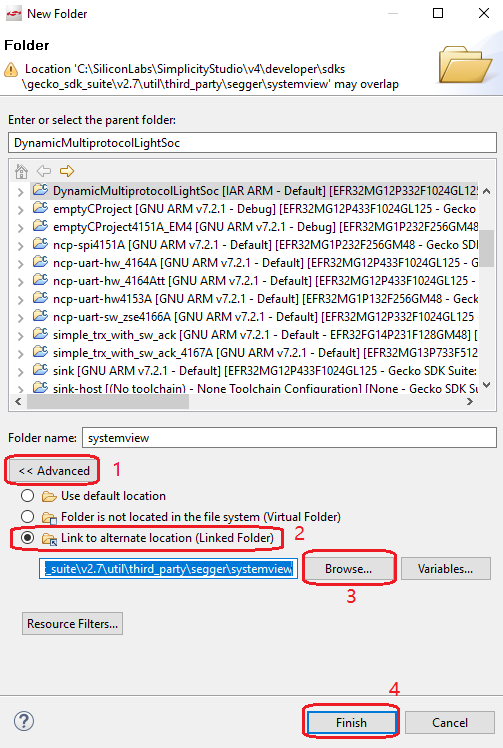 New Folder
Folder
Location 'C:\SiliconLabs\SimplicityStudio\v4\developer\sdks
\gecko_sdk_suite\v2.7\util\third_party\segger\systemview' may overlap
Enter or select the parent folder:
DynamicMultiprotocolLightSoc
DynamicMultiprotocolLightSoc [IAR ARM - Default] [EFR32MG12P332F1024GL125
emptyCProject [GNU ARM v7.2.1 - Debug] [EFR32MG12P433F1024GL125 - Gecko
emptyCProject4151A_EM4 [GNU ARM v7.2.1 - Debug] [EFR32MG1P232F256GM48
ncp-spi4151A [GNU ARM v7.2.1 - Default] [EFR32MG1P232F256GM48 - Gecko SD
ncp-uart-hw_4164A [GNU ARM v7.2.1 - Default] [EFR32MG12P433F1024GL125 - G
ncp-uart-hw_4164Att [GNU ARM v7.2.1 - Default] [EFR32MG12P433F1024GL125 -
ncp-uart-hw4153A [GNU ARM v7.2.1 - Default] [EFR32MG1P132F256GM48 - Geck
ncp-uart-sw_zse4166A [GNU ARM v7.2.1 - Default] [EFR32MG12P332F1024GL125
simple_trx_with_sw_ack [GNU ARM v7.2.1 - Default - EFR32FG14P231F128GM48] [
simple_trx_with_sw_ack_4167A [GNU ARM v7.2.1 - Default] [EFR32MG13P733F512
sink [GNU ARM v7.2.1 - Default] [EFR32MG12P433F1024GL125 - Gecko SDK Suite:
sink-host [(No toolchain) - None Toolchain Configuration] [None - Gecko SDK Su
Folder name: systemview
<< Advanced 1
Use default location
Folder is not located in the file system (Virtual Folder)
Link to alternate location (Linked Folder) 2
:_suite\v2.7\util\third_party\segger\systemview Browse... Variables...
3
Resource Filters...
4
? Finish Cancel